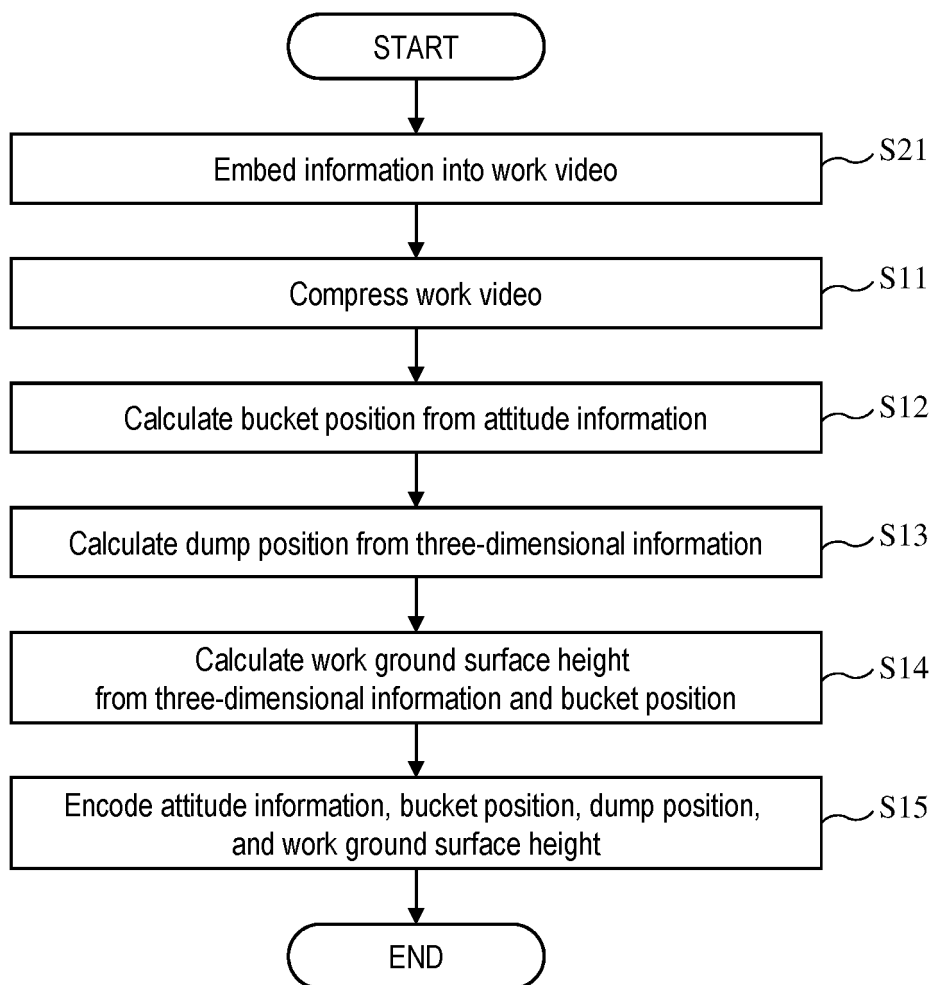 START
Embed information into work video
S21
Compress work video
S11
Calculate bucket position from attitude information
S12
Calculate dump position from three-dimensional information
S13
Calculate work ground surface height
from three-dimensional information and bucket position
S14
Encode attitude information, bucket position, dump position,
and work ground surface height
S15
END